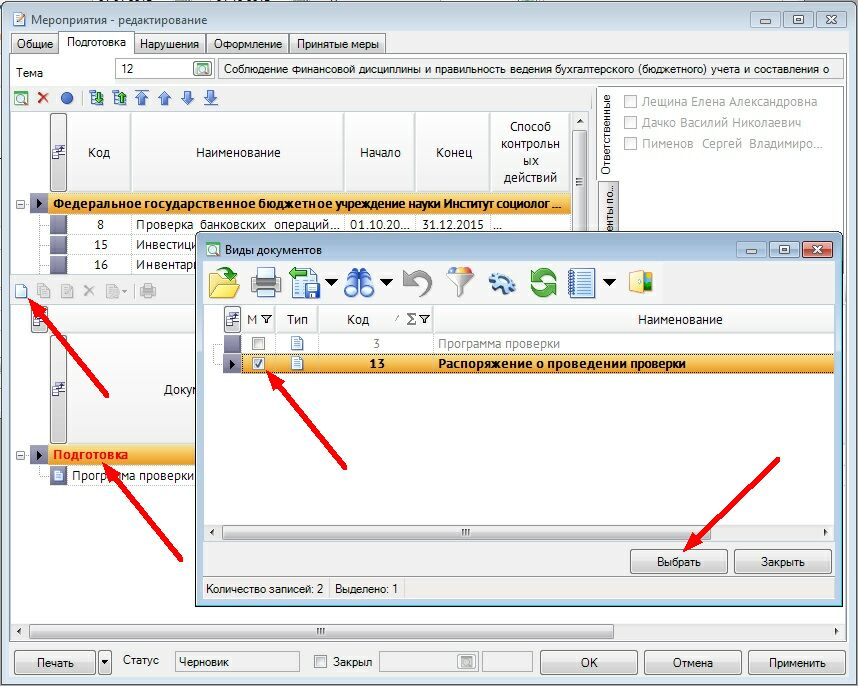 Мероприятия - редактирование
Общие Подготовка Нарушения Оформление Принятые меры
Тема 12 Соблюдение финансовой дисциплины и правильность ведения бухгалтерского (бюджетного) учета и составления о
Ответственные
Лещина Елена Александровна
Дачко Василий Николаевич
Пименов Сергей Владимиро...
Код Наименование Начало Конец Способ
контрольн
ых
действий
Федеральное государственное бюджетное учреждение науки Институт социолог ...
8 Проверка банковских операций... 01.10.20... 31.12.2015 ...
15 Инвестици
16 Инвентар
енты по...
Виды документов
М Тип Код Наименование
3 Программа проверки
13 Распоряжение о проведении проверки
Доку
Подготовка
Программа проверки
Выбрать Закрыть
Количество записей: 2 Выделено: 1
Печать Статус Черновик Закрыл OK Отмена Применить